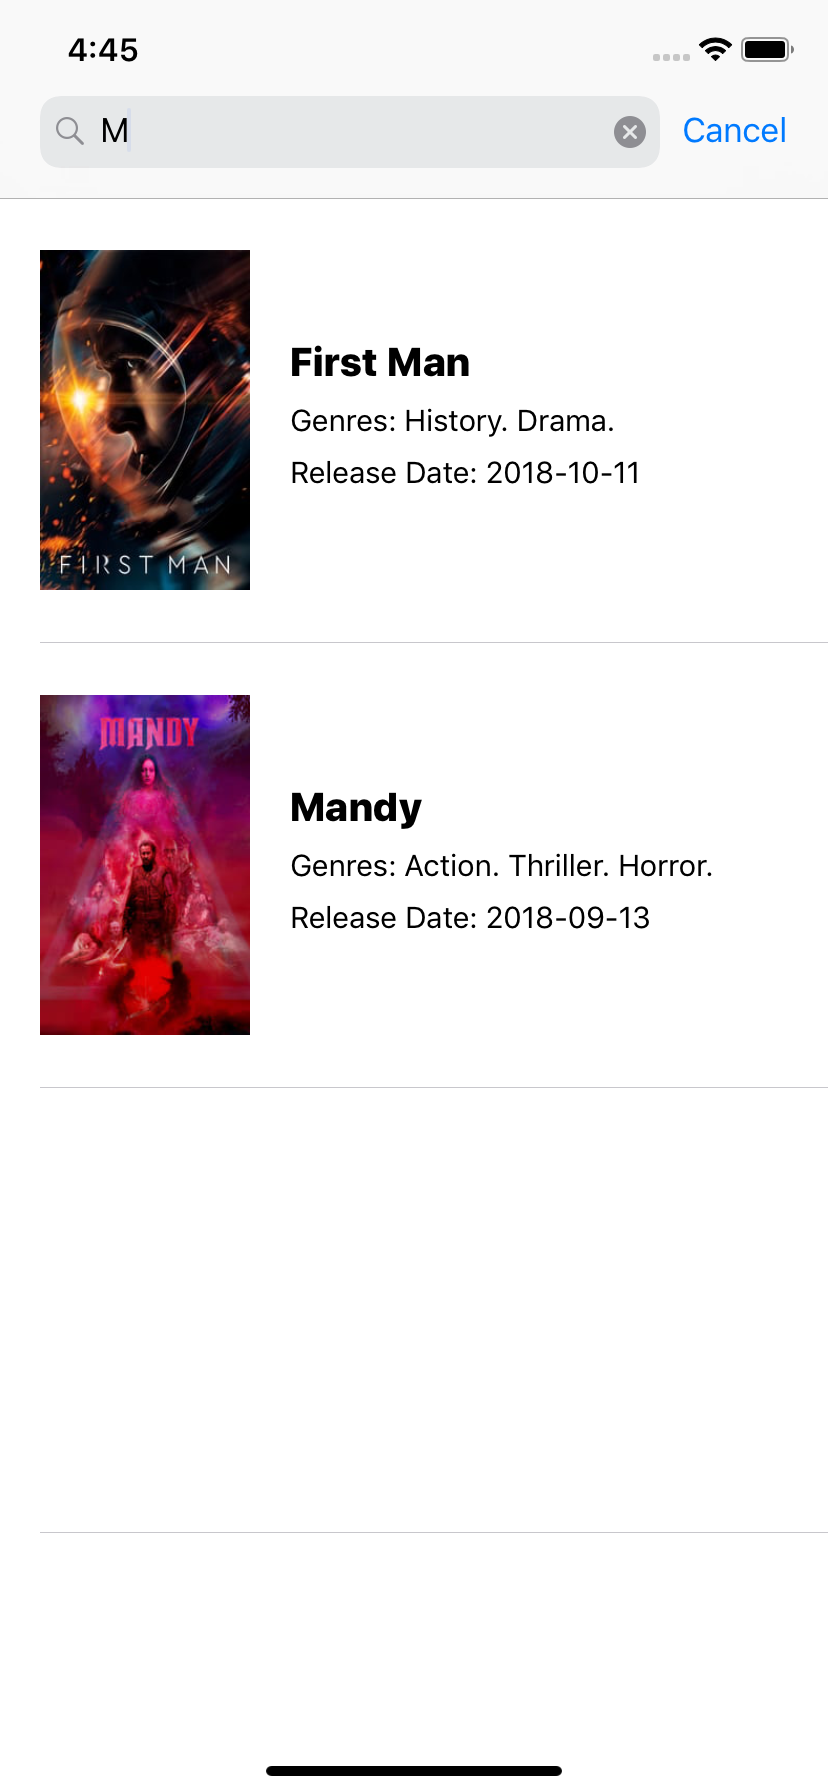 4:45
M
Cancel
FIRST MAN
First Man
Genres: History. Drama.
Release Date: 2018-10-11
MANDY
Mandy
Genres: Action. Thriller. Horror.
Release Date: 2018-09-13